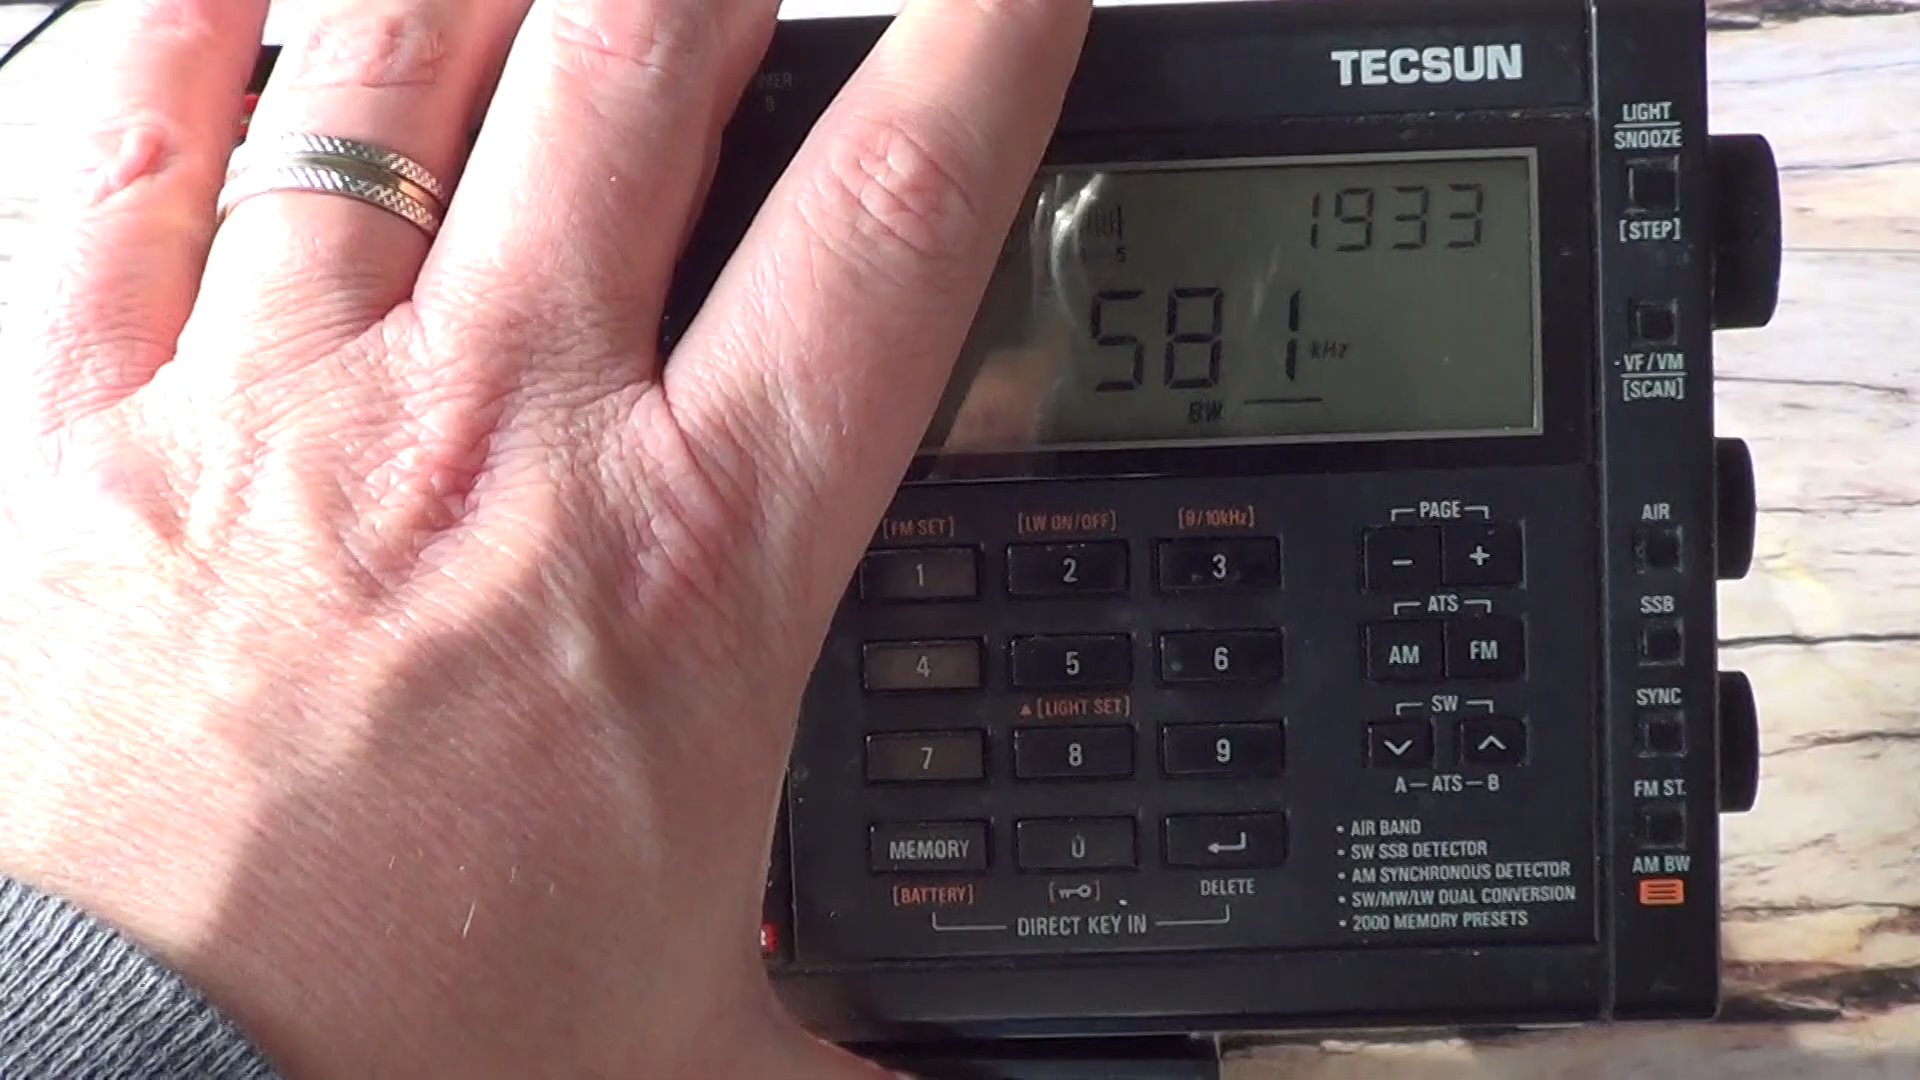 TECSUN
LIGHT
SNOOZE
[STEP]
1933
5
581 kHz
BW
-VF/VM
[SCAN]
[FM SET]
[LW ON/OFF]
[9/10kHz]
PAGE
1
2
3
-
+
AIR
ATS
SSB
4
5
6
AM
FM
[LIGHT SET]
SW
SYNC
7
8
9
A-ATS-B
FM ST.
MEMORY
0
• AIR BAND
• SW SSB DETECTOR
• AM SYNCHRONOUS DETECTOR
• SW/MW/LW DUAL CONVERSION
• 2000 MEMORY PRESETS
AM BW
[BATTERY]
DELETE
DIRECT KEY IN